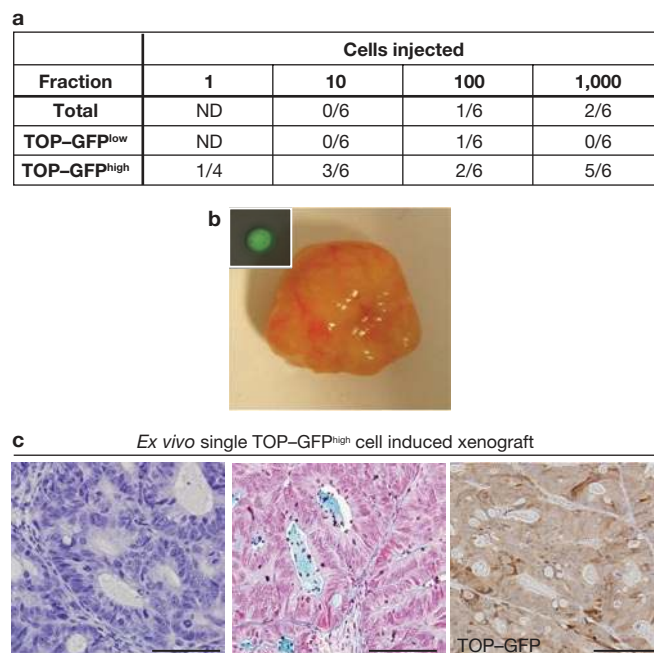 a
Cells injected
Fraction 1 10 100 1,000
Total ND 0/6 1/6 2/6
TOP–GFPlow ND 0/6 1/6 0/6
TOP–GFPhigh 1/4 3/6 2/6 5/6
b
c
Ex vivo single TOP–GFPhigh cell induced xenograft
TOP–GFP